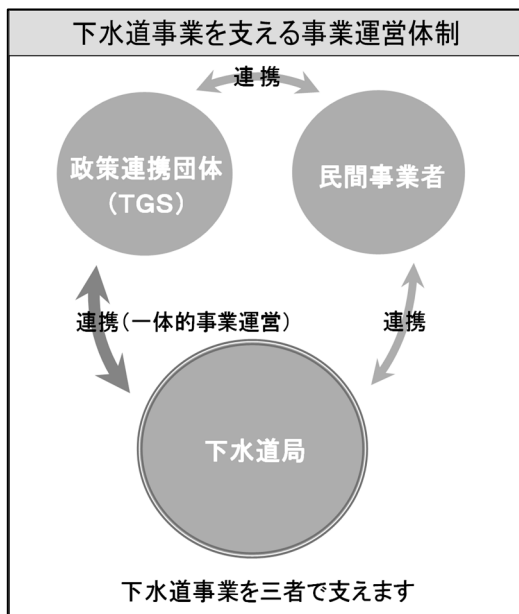 下水道事業を支える事業運営体制
連携
政策連携団体
（ＴＧＳ）
民間事業者
連携（一体的事業運営）
連携
下水道局
下水道事業を三者で支えます